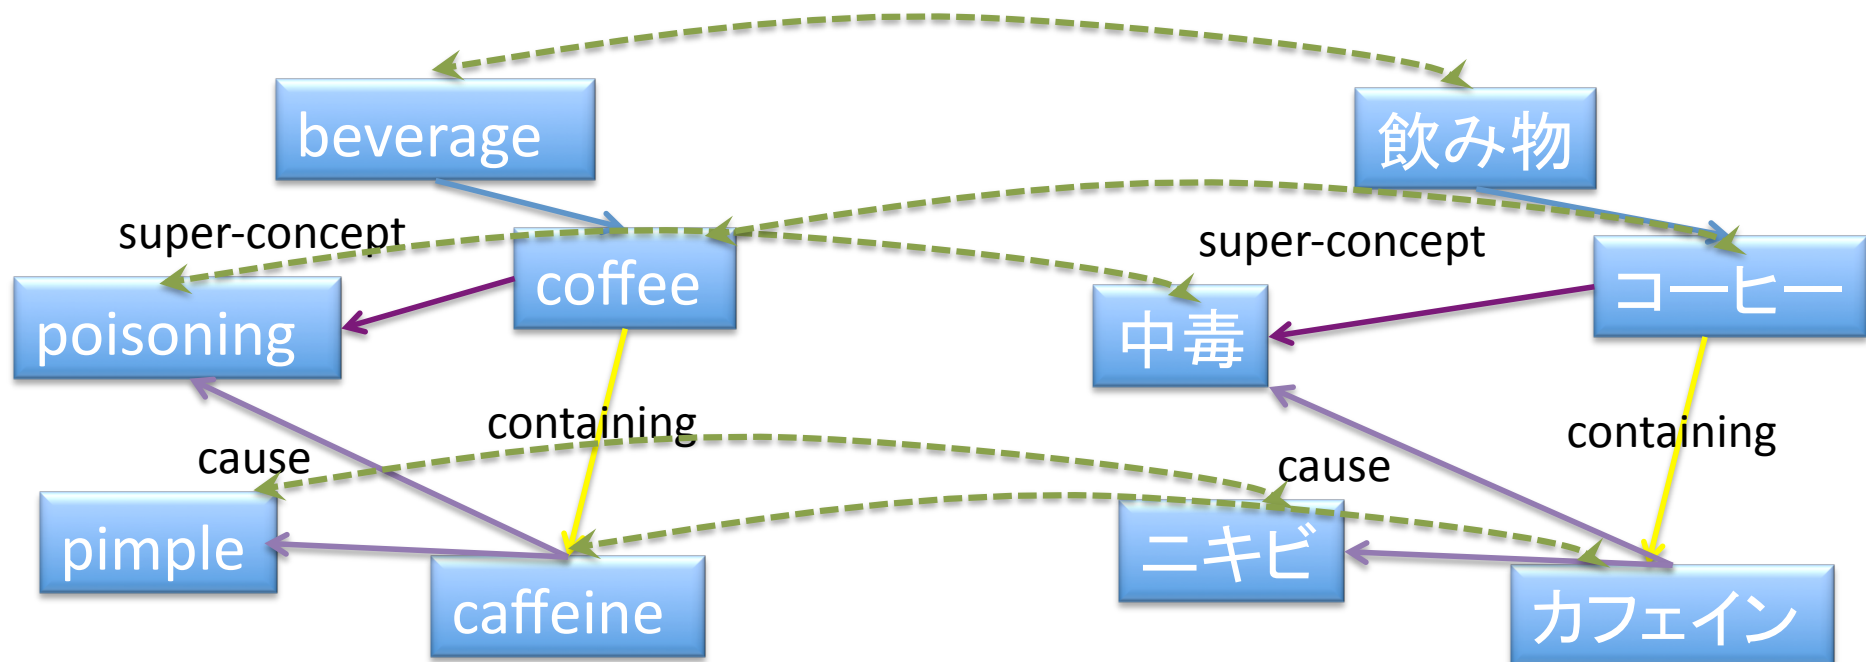 beverage
飲み物
super-concept
coffee
super-concept
コーヒー
poisoning
中毒
containing
containing
cause
cause
pimple
ニキビ
caffeine
カフェイン